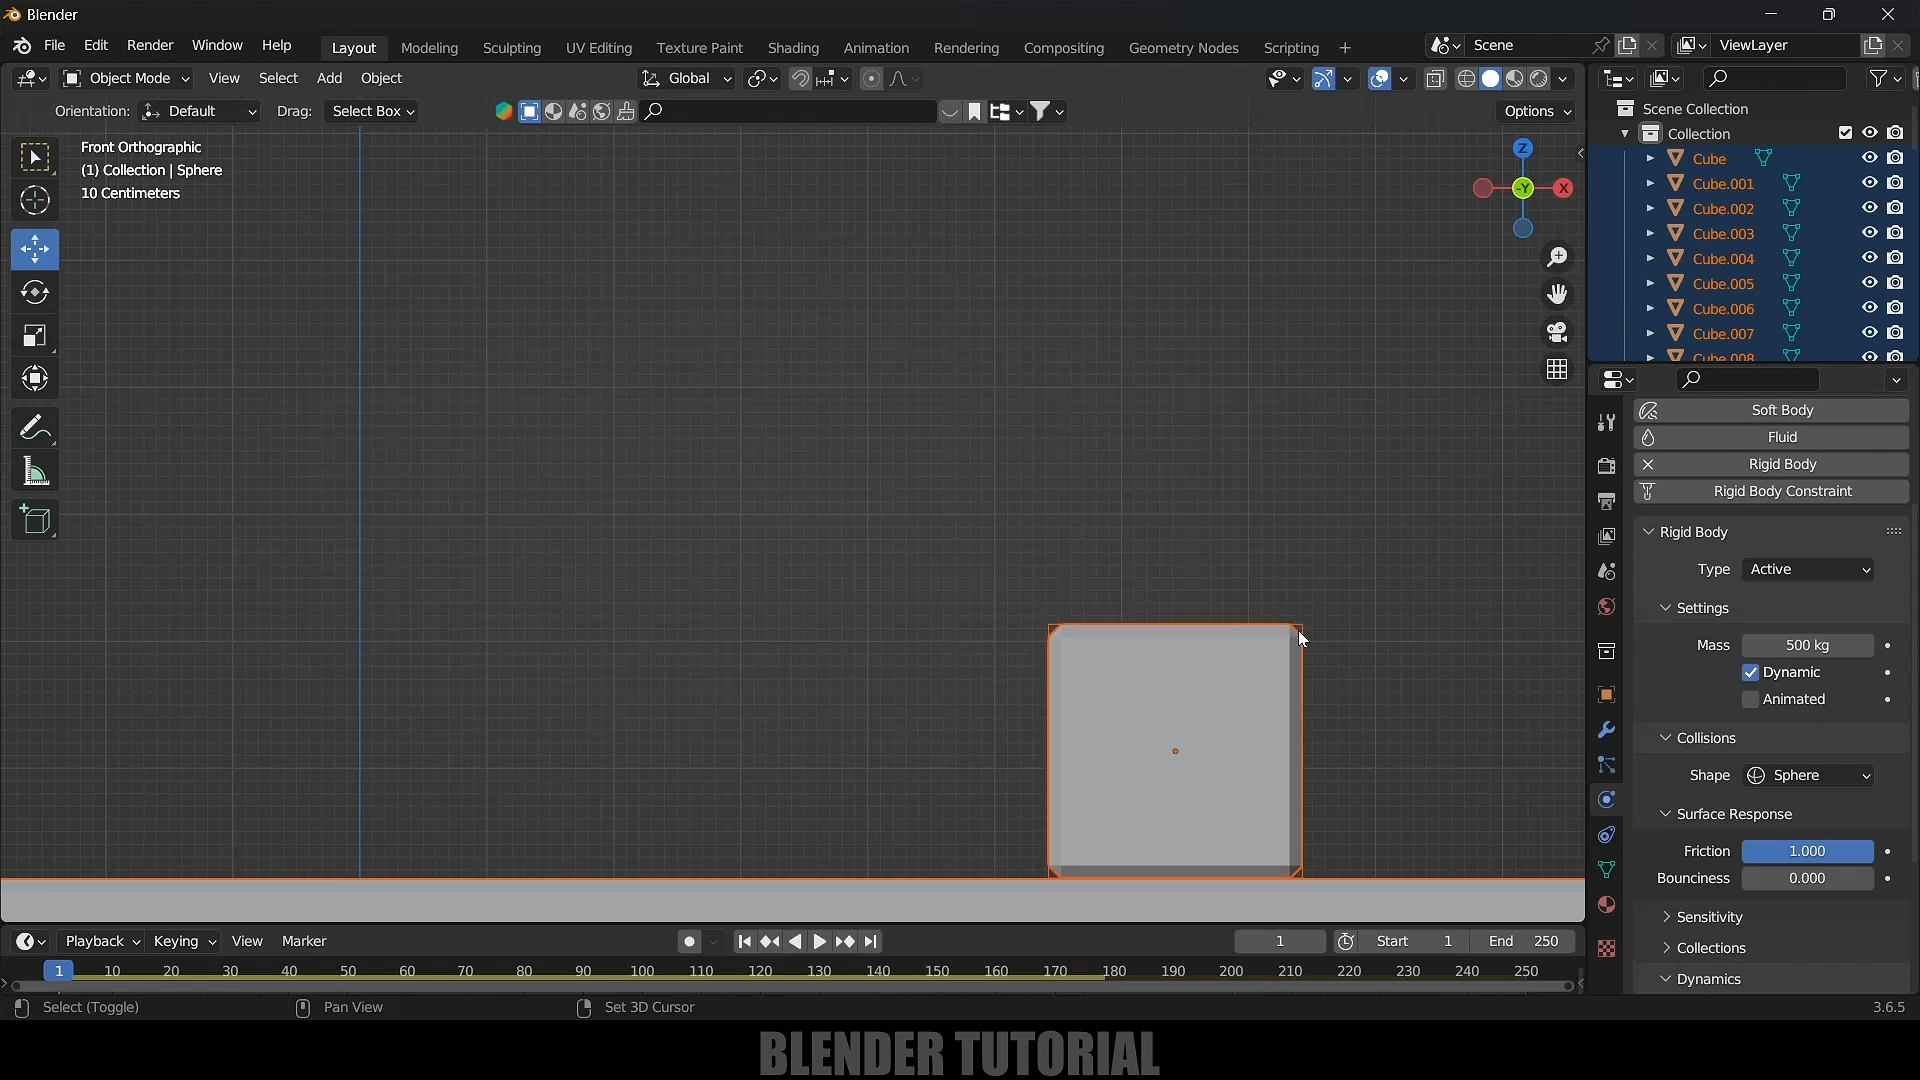 Blender
File Edit Render Window Help Layout Modeling Sculpting UV Editing Texture Paint Shading Animation Rendering Compositing Geometry Nodes Scripting + Scene ViewLayer
Object Mode View Select Add Object Global
Orientation: Default Drag: Select Box Options
Front Orthographic
(1) Collection | Sphere
10 Centimeters
Z
-Y X
Scene Collection
Collection
Cube
Cube.001
Cube.002
Cube.003
Cube.004
Cube.005
Cube.006
Cube.007
Cube.008
Soft Body
Fluid
Rigid Body
Rigid Body Constraint
Rigid Body
Type Active
Settings
Mass 500 kg
Dynamic
Animated
Collisions
Shape Sphere
Surface Response
Friction 1.000
Bounciness 0.000
Sensitivity
Collections
Dynamics
Playback Keying View Marker 1 Start 1 End 250
1 10 20 30 40 50 60 70 80 90 100 110 120 130 140 150 160 170 180 190 200 210 220 230 240 250
Select (Toggle) Pan View Set 3D Cursor 3.6.5
BLENDER TUTORIAL